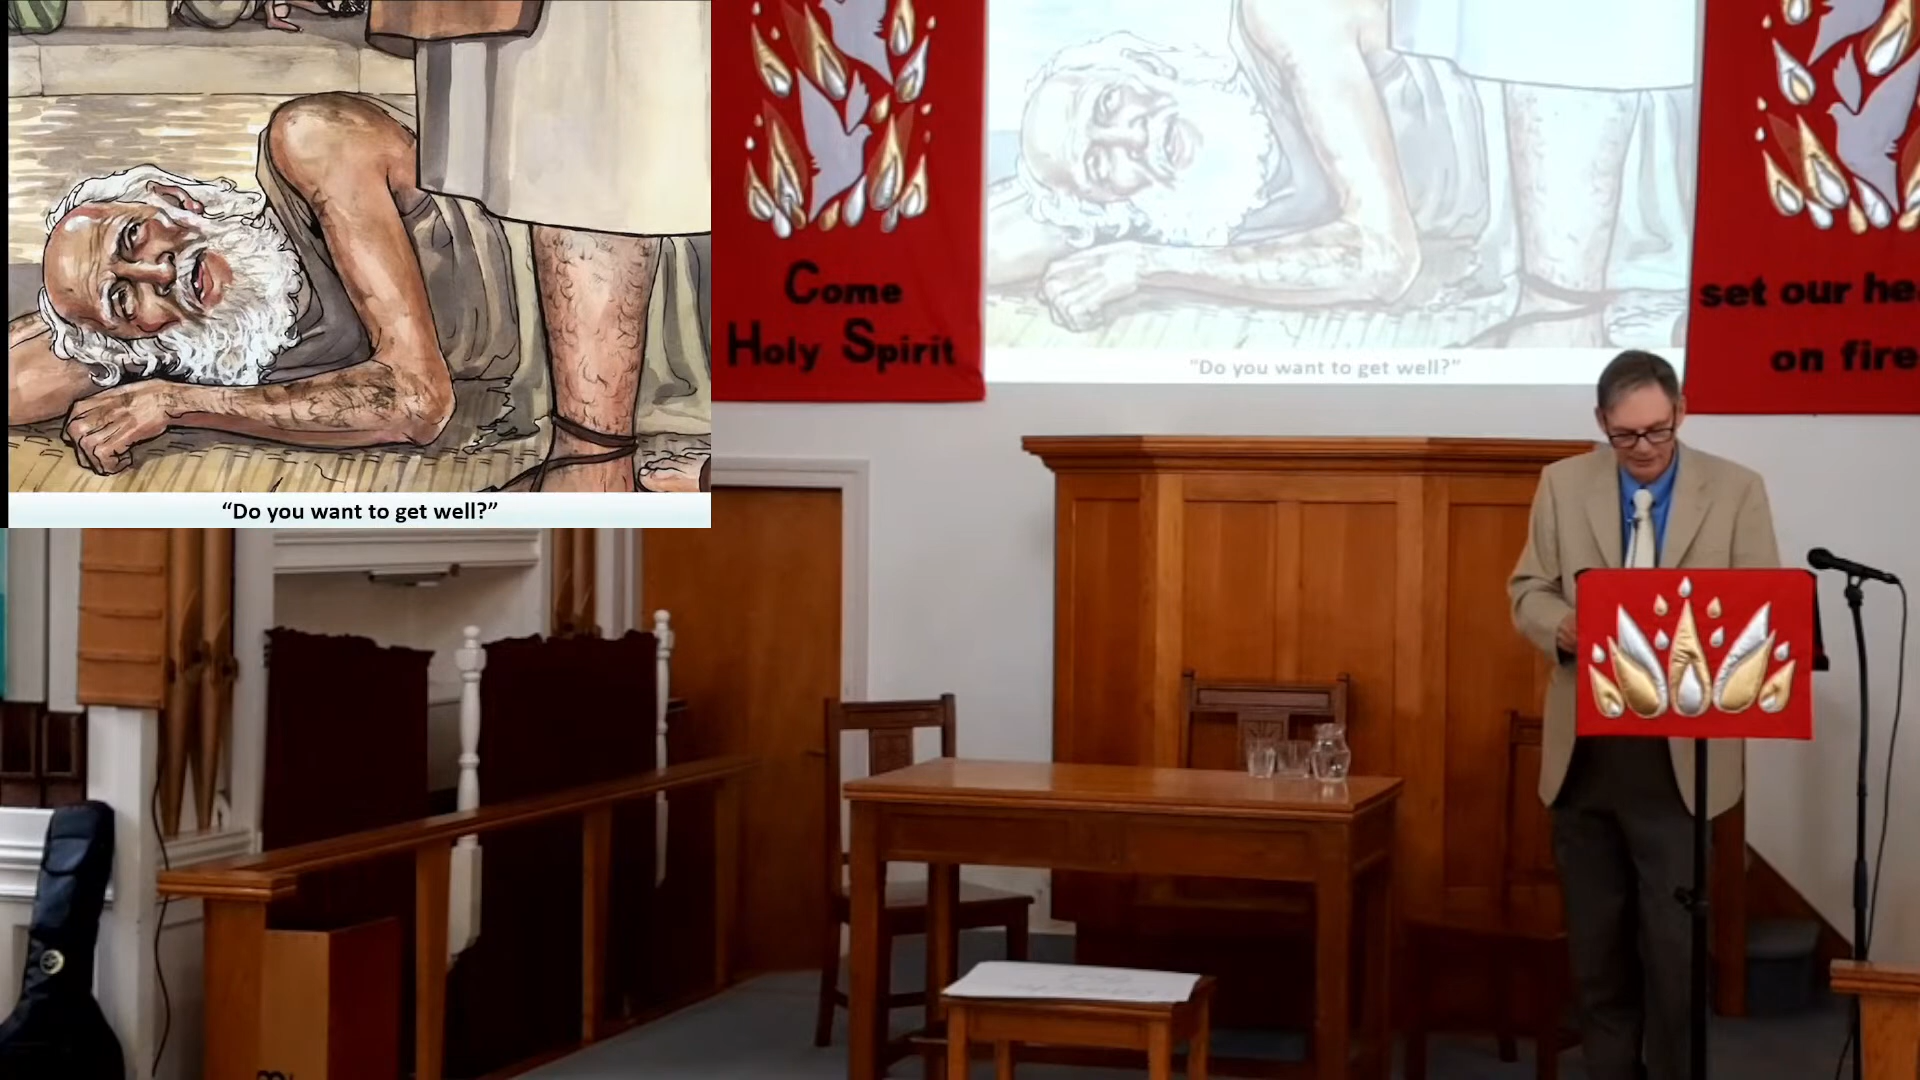 “Do you want to get well?”
Come
Holy Spirit
"Do you want to get well?"
set our he
on fire